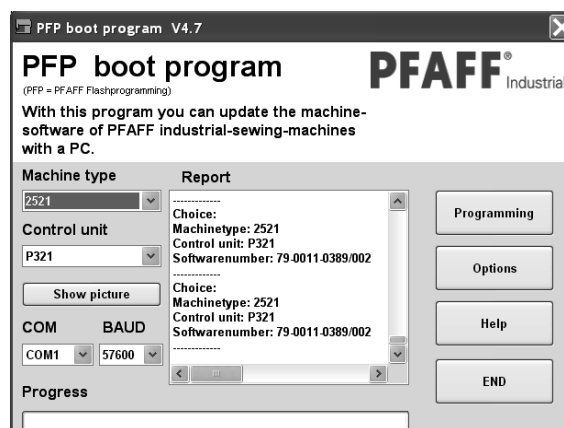 PFP boot program V4.7
PFP boot program
(PFP = PFAFF Flashprogramming)
PFAFF® Industrial
With this program you can update the machine-
software of PFAFF industrial-sewing-machines
with a PC.
Machine type
2521
Control unit
P321
Show picture
COM BAUD
COM1 57600
Progress
Report
-------------
Choice:
Machinetype: 2521
Control unit: P321
Softwarenumber: 79-0011-0389/002
-------------
Choice:
Machinetype: 2521
Control unit: P321
Softwarenumber: 79-0011-0389/002
-------------
Programming
Options
Help
END